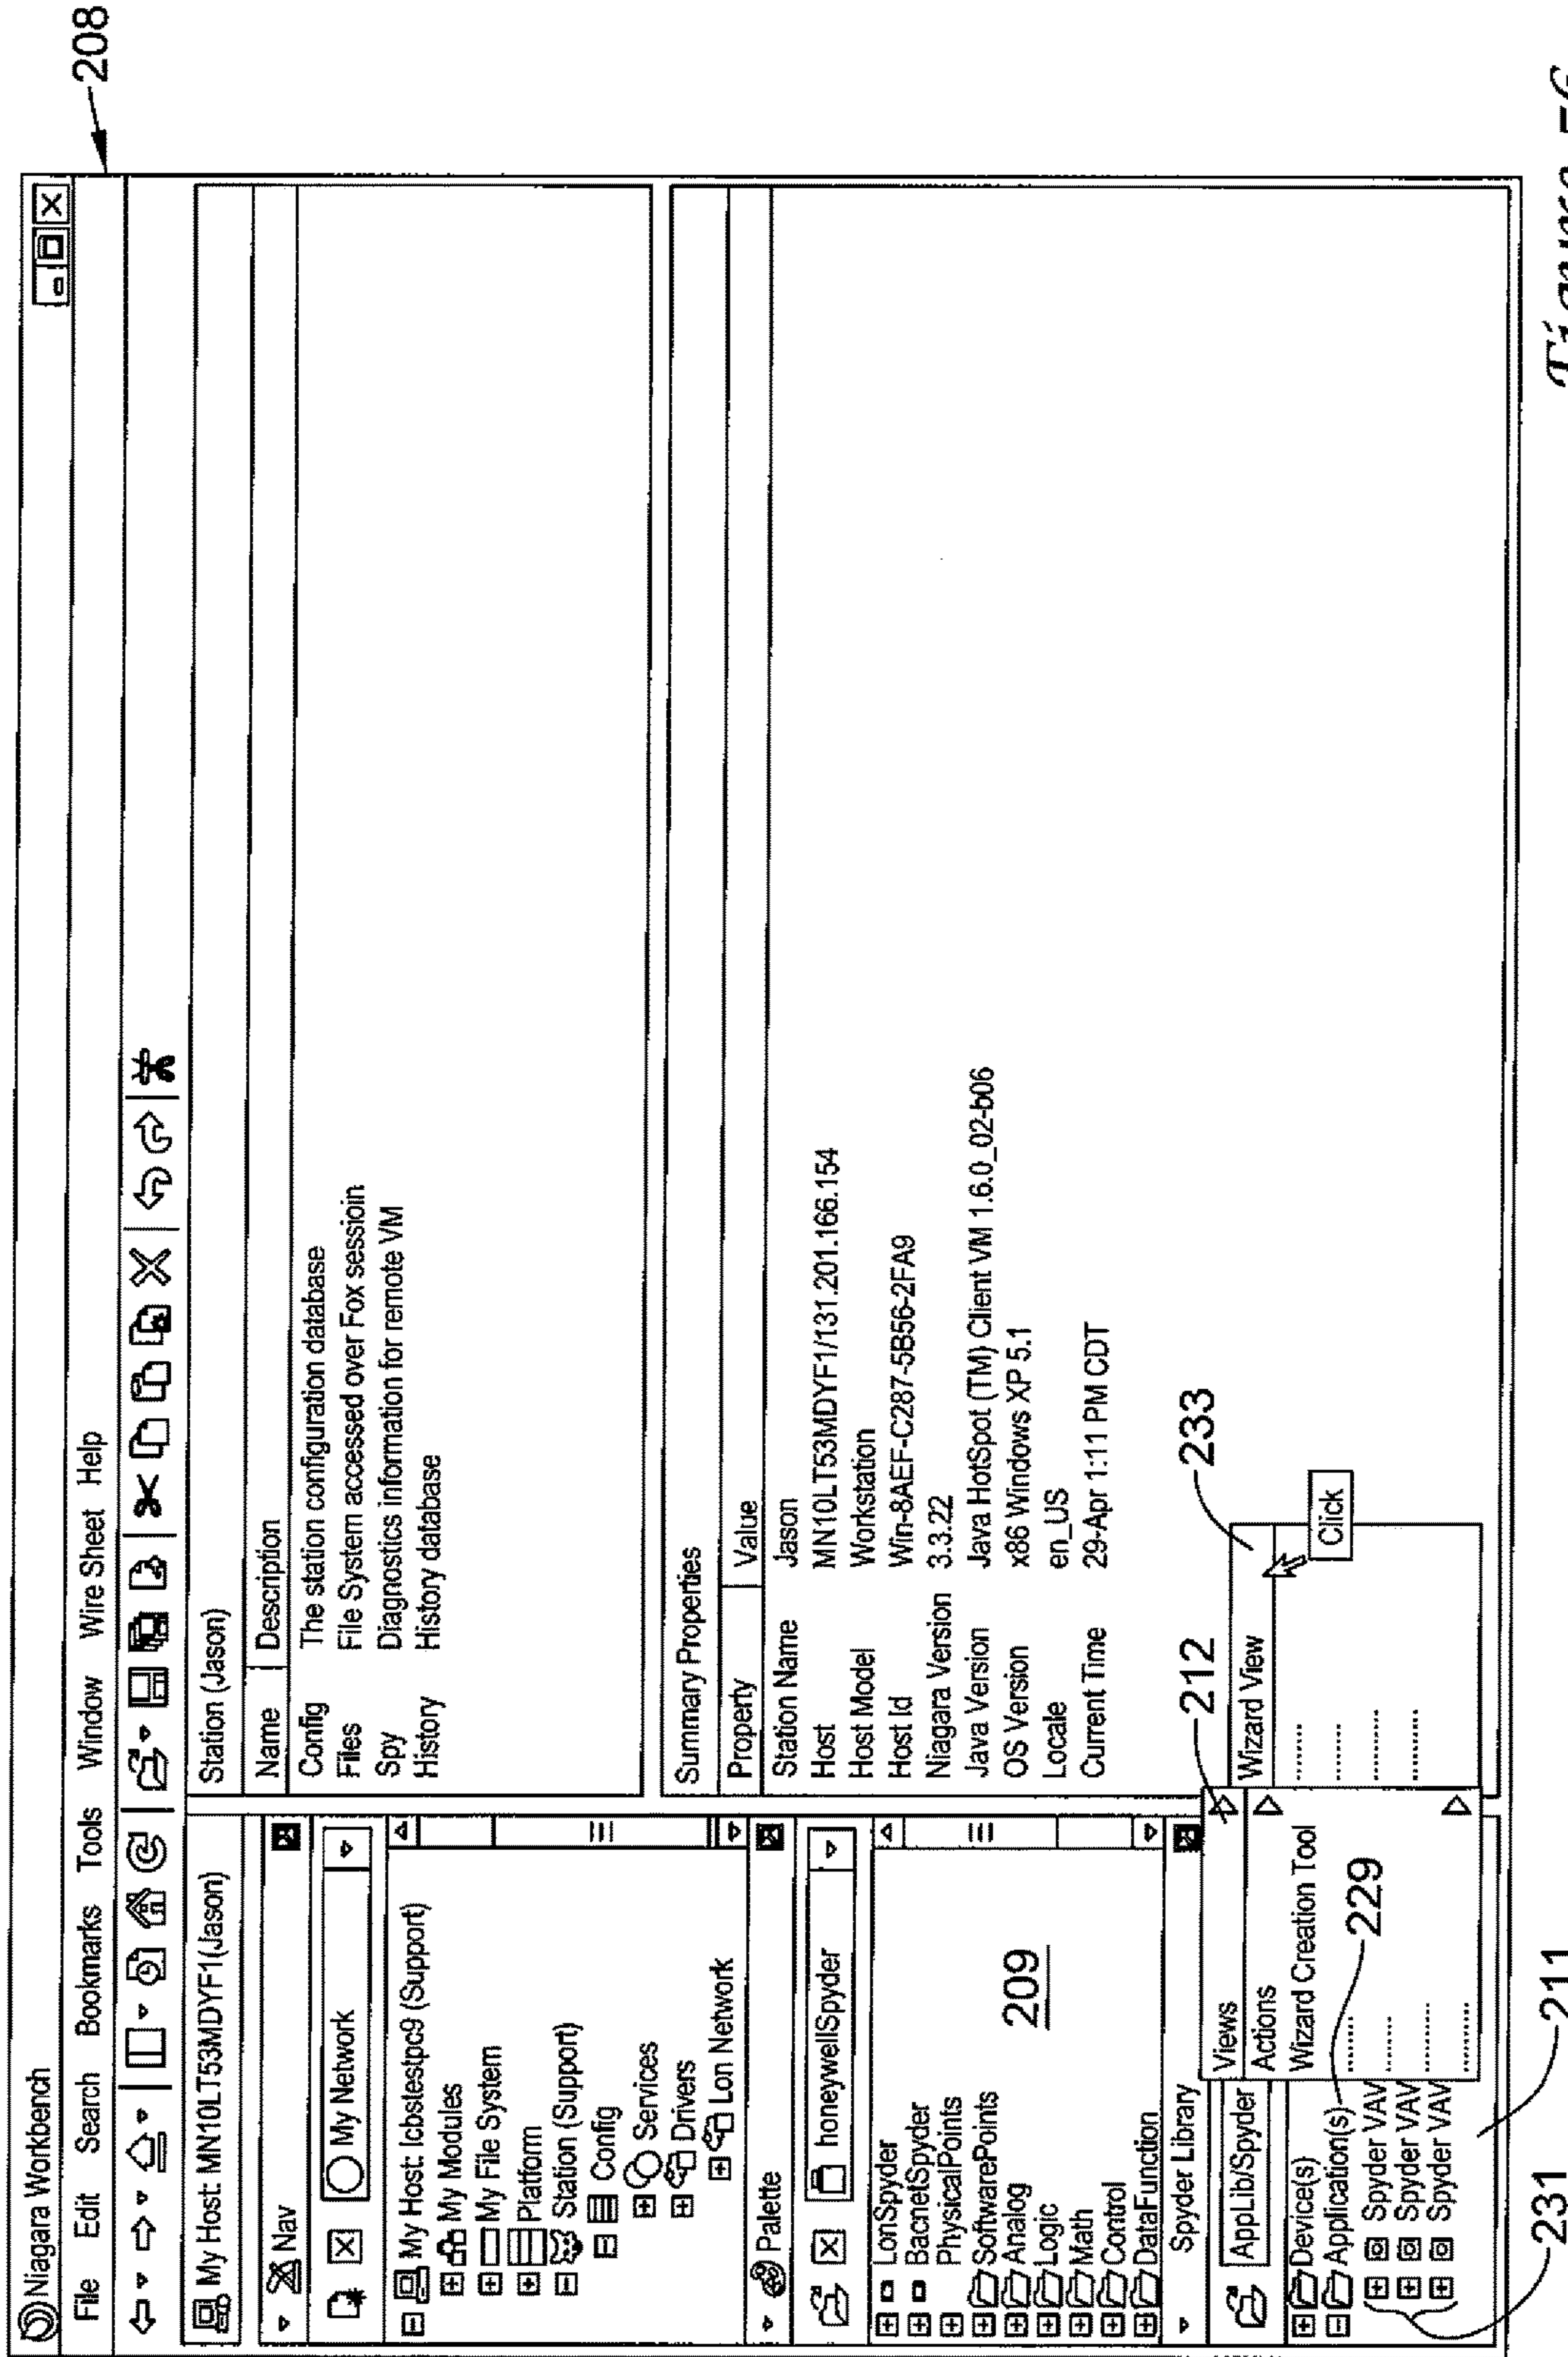 208
Niagara Workbench
File Edit Search Bookmarks Tools Window Wire Sheet Help
My Host: MN10LT53MDYF1(Jason)
Nav
My Network
My Host: Icbstestpc9 (Support)
My Modules
My File System
Platform
Station (Support)
Config
Services
Drivers
Lon Network
Palette
honeywellSpyder
LonSpyder
BacnetSpyder
PhysicalPoints
SoftwarePoints
Analog
Logic
Math
Control
DataFunction
209
Spyder Library
AppLib/Spyder
Device(s)
Application(s)
Spyder VAV
Spyder VAV
Spyder VAV
Views
Actions
Wizard Creation Tool
.........
.......
..........
............
229
212
Wizard View
.........
.......
..........
............
233
Click
231
211
Station (Jason)
Name Description
Config The station configuration database
Files File System accessed over Fox sessioin
Spy Diagnostics information for remote VM
History History database
Summary Properties
Property Value
Station Name Jason
Host MN10LT53MDYF1/131.201.166.154
Host Model Workstation
Host Id Win-8AEF-C287-5B56-2FA9
Niagara Version 3.3.22
Java Version Java HotSpot (TM) Client VM 1.6.0_02-b06
OS Version x86 Windows XP 5.1
Locale en_US
Current Time 29-Apr 1:11 PM CDT